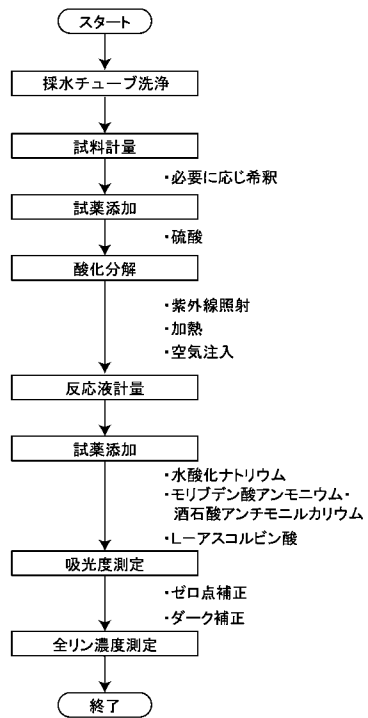 スタート
採水チューブ洗浄
試料計量
・必要に応じ希釈
試薬添加
・硫酸
酸化分解
・紫外線照射
・加熱
・空気注入
反応液計量
試薬添加
・水酸化ナトリウム
・モリブデン酸アンモニウム・
酒石酸アンチモニルカリウム
・L－アスコルビン酸
吸光度測定
・ゼロ点補正
・ダーク補正
全リン濃度測定
終了